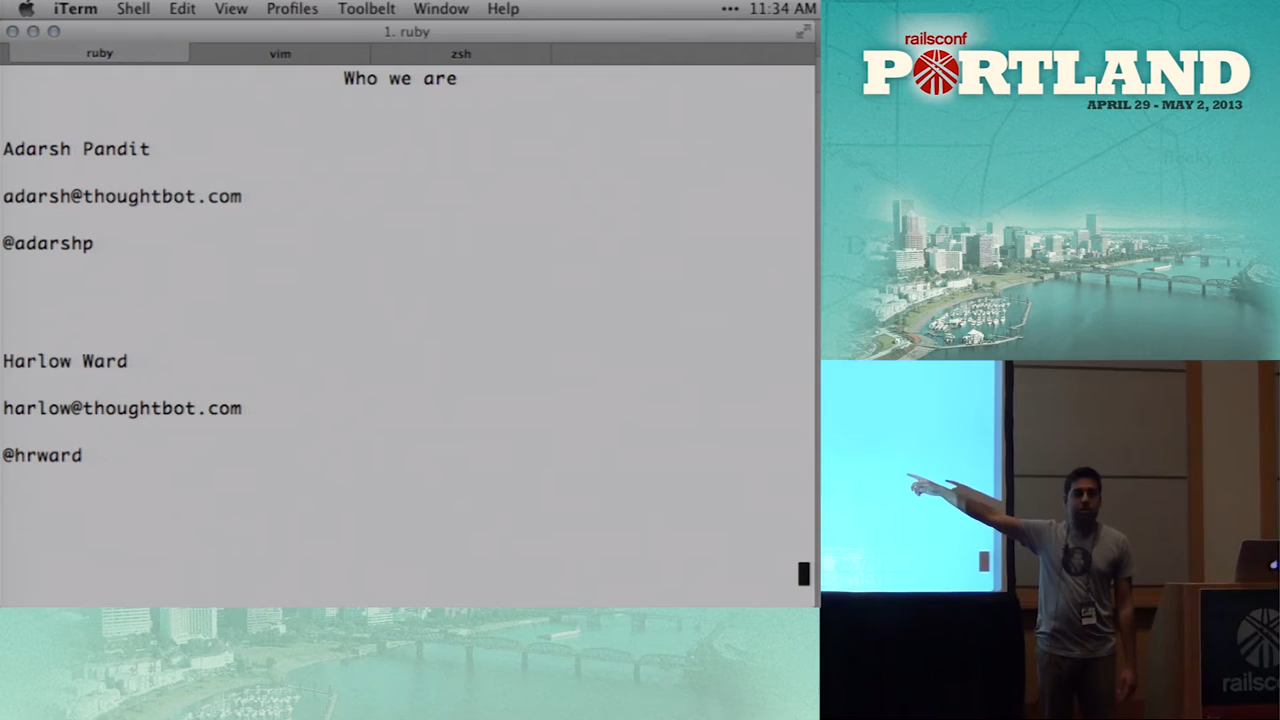 iTerm Shell Edit View Profiles Toolbelt Window Help ••• 11:34 AM
1. ruby
ruby vim zsh
Who we are
Adarsh Pandit
adarsh@thoughtbot.com
@adarshp
Harlow Ward
harlow@thoughtbot.com
@hrward
railsconf
PORTLAND
APRIL 29 - MAY 2, 2013
railsc